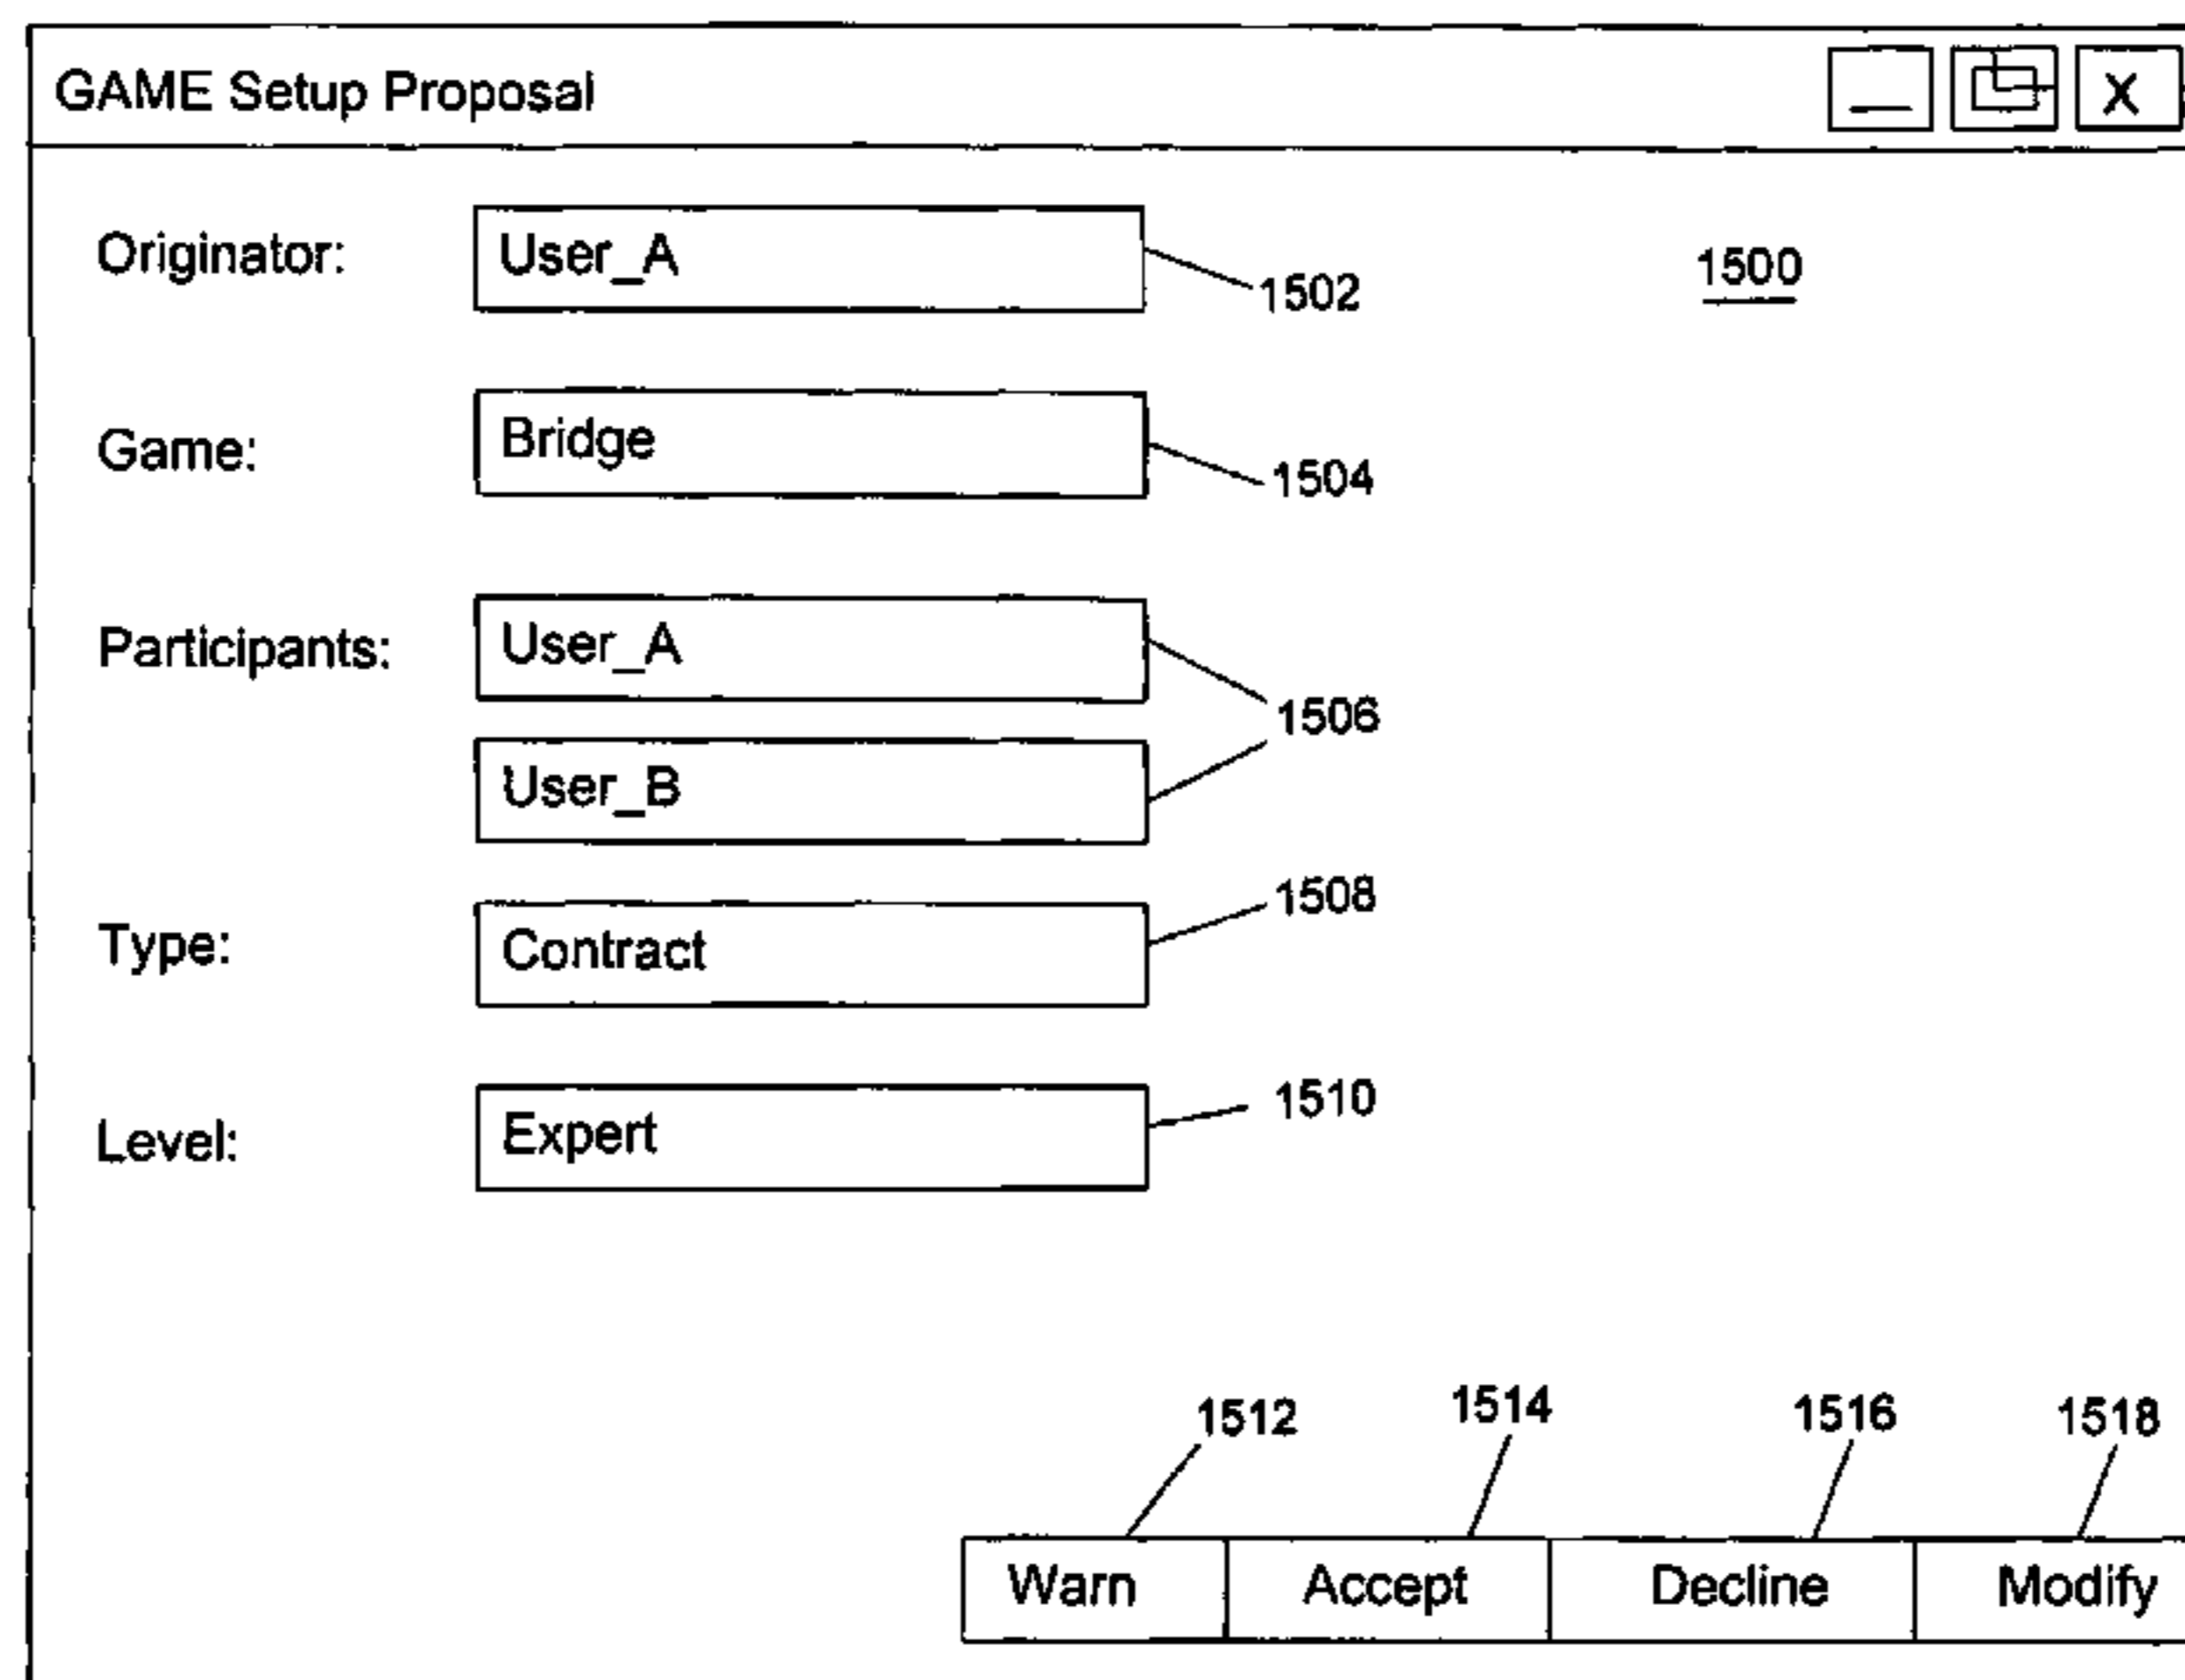 GAME Setup Proposal
X
Originator: User_A 1502 1500
Game: Bridge 1504
Participants: User_A
1506
User_B
1508
Type: Contract
Level: Expert 1510
1512 1514 1516 1518
Warn Accept Decline Modify